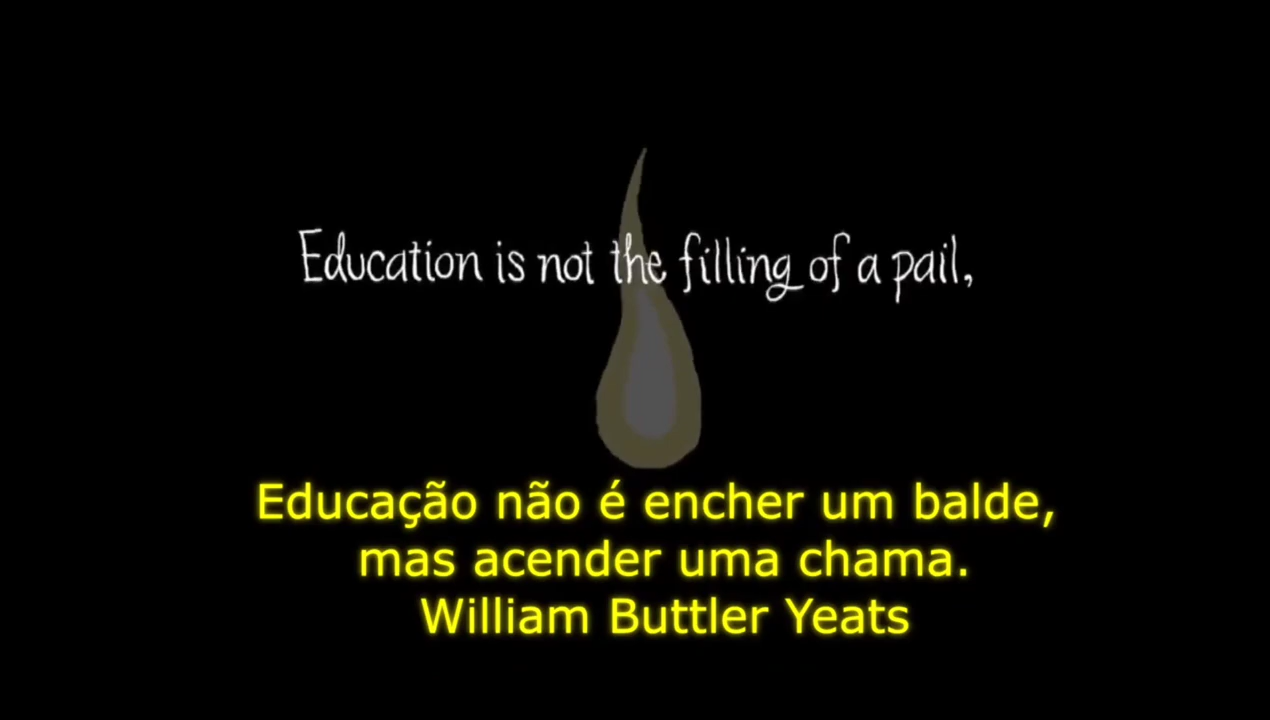 Education is not the filling of a pail,
Educação não é encher um balde,
mas acender uma chama.
William Buttler Yeats